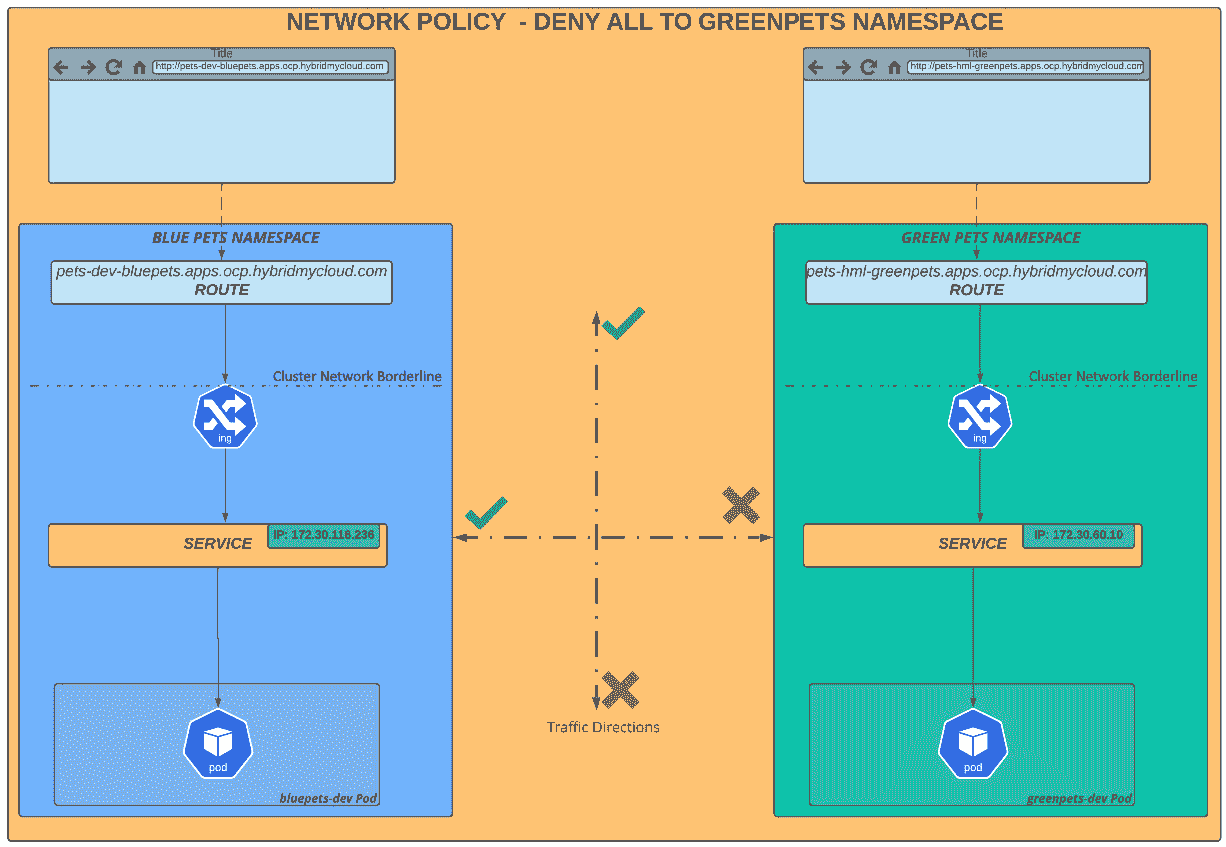 NETWORK POLICY - DENY ALL TO GREENPETS NAMESPACE
Title
http://pets-dev-bluepets.apps.ocp.hybridmycloud.com
Title
http://pets-hml-greenpets.apps.ocp.hybridmycloud.com
BLUE PETS NAMESPACE
pets-dev-bluepets.apps.ocp.hybridmycloud.com
ROUTE
Cluster Network Borderline
ing
IP: 172.30.116.236
SERVICE
pod
bluepets-dev Pod
Traffic Directions
GREEN PETS NAMESPACE
pets-hml-greenpets.apps.ocp.hybridmycloud.com
ROUTE
Cluster Network Borderline
ing
IP: 172.30.60.10
SERVICE
pod
greenpets-dev Pod